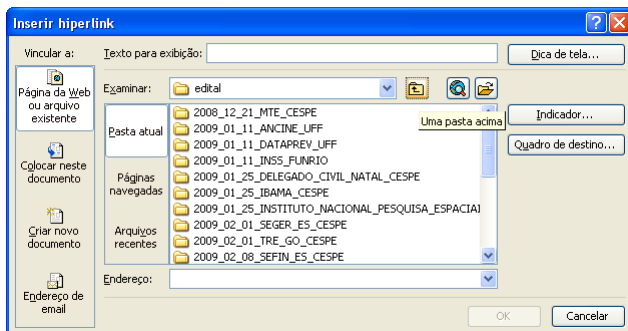 Inserir hiperlink
Vincular a:
Texto para exibição:
Dica de tela...
Página da Web
ou arquivo
existente
Examinar:
edital
Uma pasta acima
Pasta atual
2008_12_21_MTE_CESPE
2009_01_11_ANCINE_UFF
2009_01_11_DATAPREV_UFF
2009_01_11_INSS_FUNRIO
2009_01_25_DELEGADO_CIVIL_NATAL_CESPE
2009_01_25_IBAMA_CESPE
2009_01_25_INSTITUTO_NACIONAL_PESQUISA_ESPACIAI
2009_02_01_SEGER_ES_CESPE
2009_02_01_TRE_GO_CESPE
2009_02_08_SEFIN_ES_CESPE
Indicador...
Quadro de destino...
Colocar neste
documento
Páginas
navegadas
Criar novo
documento
Arquivos
recentes
Endereço de
email
Endereço:
OK
Cancelar